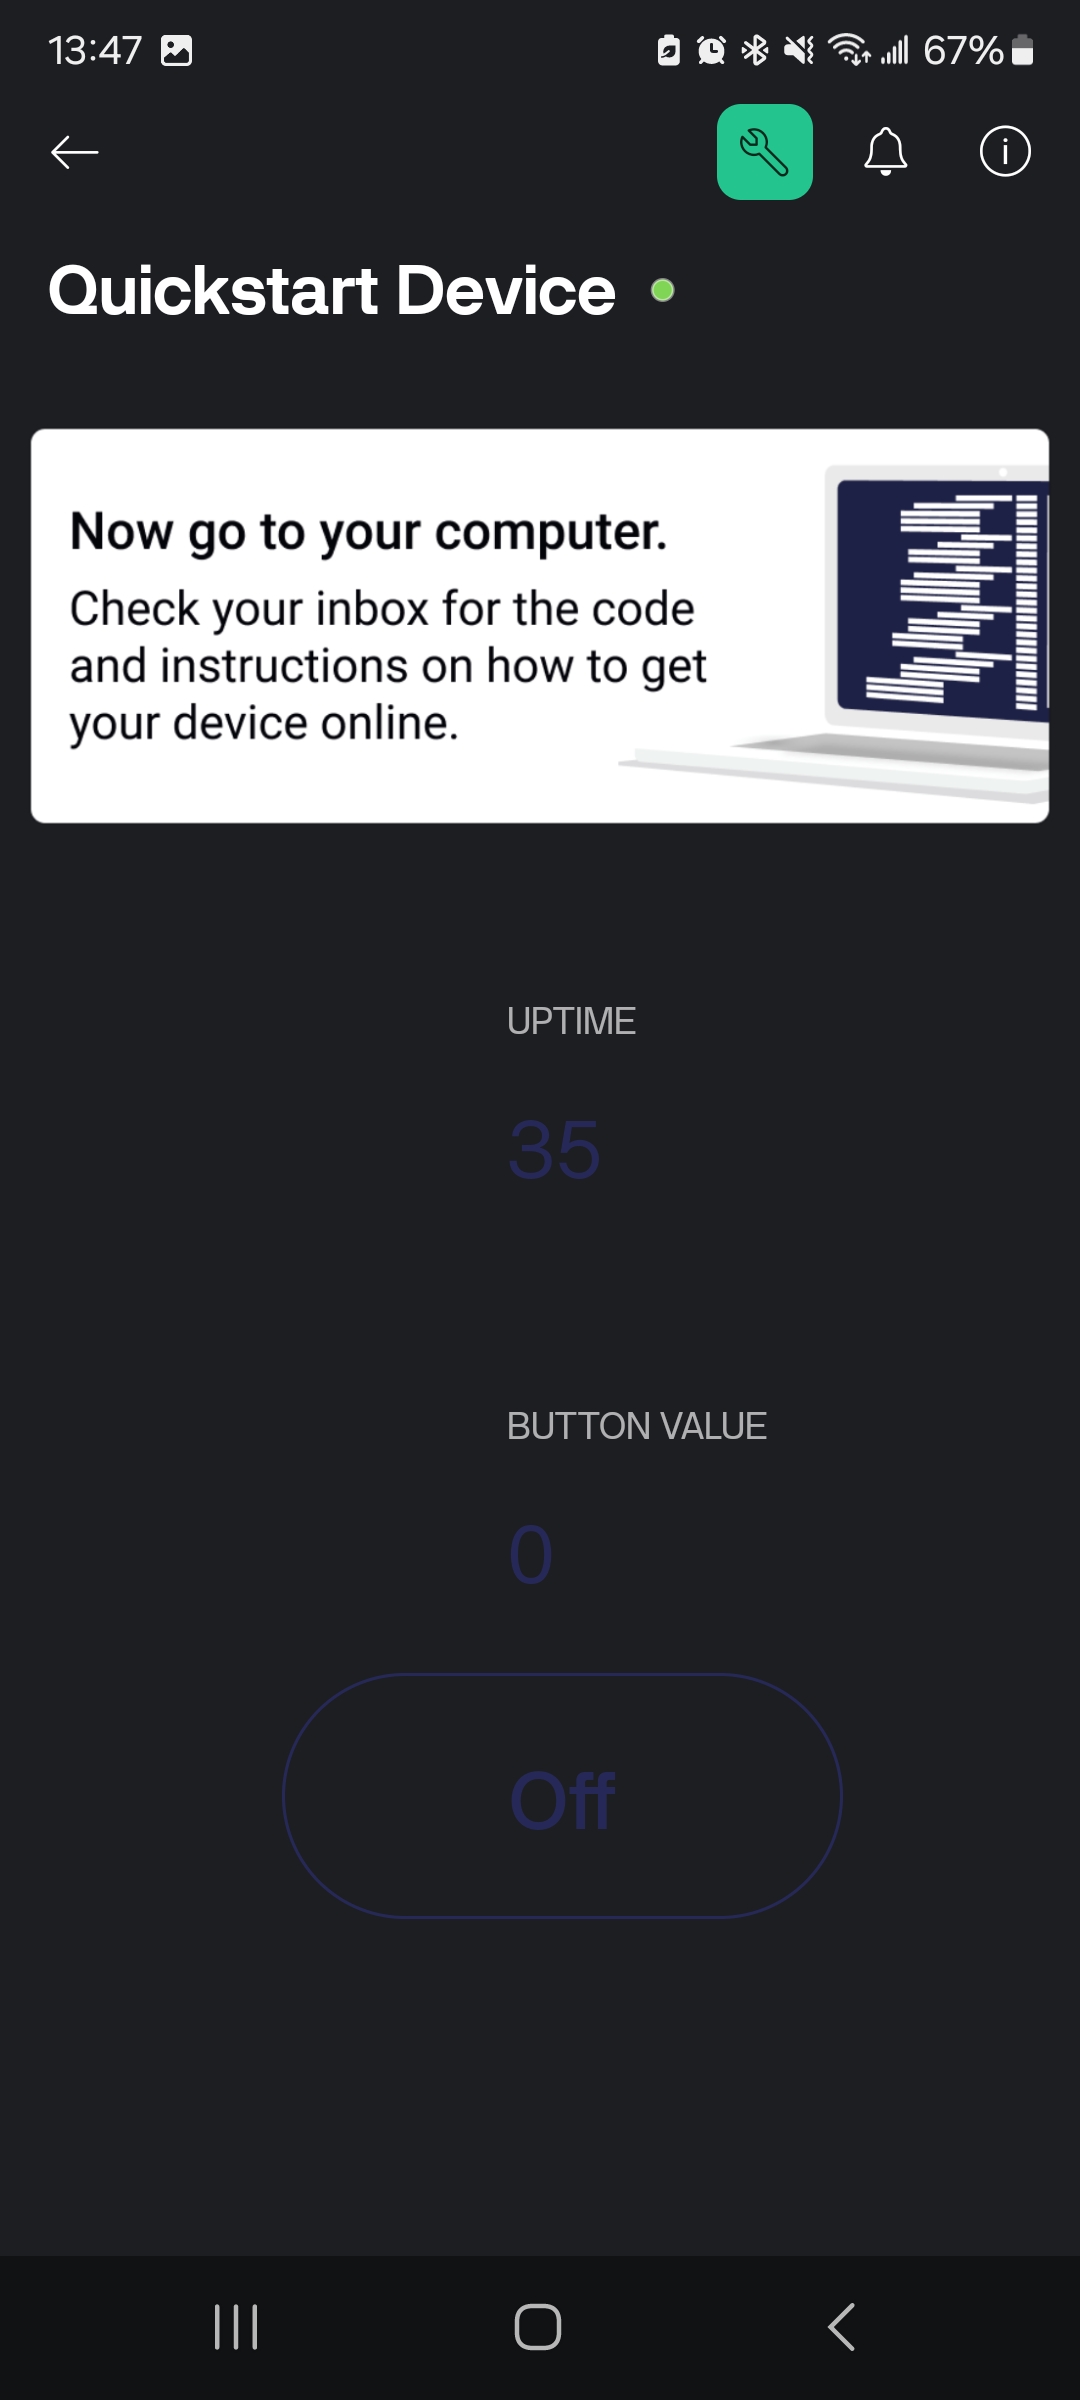 13:47 67%
Quickstart Device
Now go to your computer.
Check your inbox for the code
and instructions on how to get
your device online.
UPTIME
35
BUTTON VALUE
0
Off